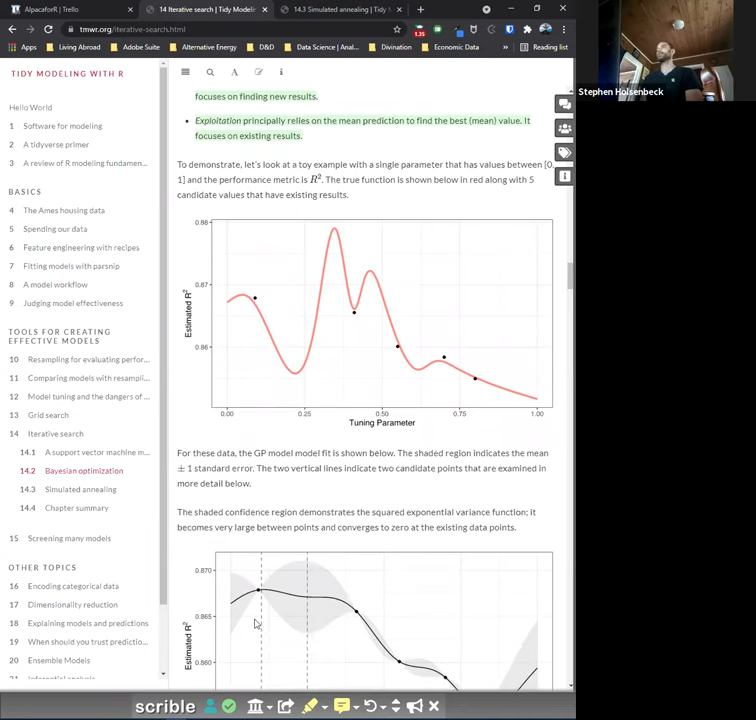 AlpacaforR | Trello
14 Iterative search | Tidy Modelin
14.3 Simulated annealing | Tidy M
tmwr.org/iterative-search.html
1.35
Apps
Living Abroad
Adobe Suite
Alternative Energy
D&D
Data Science | Anal...
Divination
Economic Data
Reading list
Stephen Holsenbeck
TIDY MODELING WITH R
Hello World
1 Software for modeling
2 A tidyverse primer
3 A review of R modeling fundamen...
BASICS
4 The Ames housing data
5 Spending our data
6 Feature engineering with recipes
7 Fitting models with parsnip
8 A model workflow
9 Judging model effectiveness
TOOLS FOR CREATING
EFFECTIVE MODELS
10 Resampling for evaluating perfor...
11 Comparing models with resampli...
12 Model tuning and the dangers of ...
13 Grid search
14 Iterative search
14.1 A support vector machine m...
14.2 Bayesian optimization
14.3 Simulated annealing
14.4 Chapter summary
15 Screening many models
OTHER TOPICS
16 Encoding categorical data
17 Dimensionality reduction
18 Explaining models and predictions
19 When should you trust predictio...
20 Ensemble Models
21 Inferential analysis
focuses on finding new results.
• Exploitation principally relies on the mean prediction to find the best (mean) value. It
focuses on existing results.
To demonstrate, let's look at a toy example with a single parameter that has values between [0,
1] and the performance metric is R². The true function is shown below in red along with 5
candidate values that have existing results.
0.88
0.87
0.86
Estimated R²
0.00 0.25 0.50 0.75 1.00
Tuning Parameter
For these data, the GP model model fit is shown below. The shaded region indicates the mean
± 1 standard error. The two vertical lines indicate two candidate points that are examined in
more detail below.
The shaded confidence region demonstrates the squared exponential variance function; it
becomes very large between points and converges to zero at the existing data points.
0.870
0.865
0.860
Estimated R²
scrible